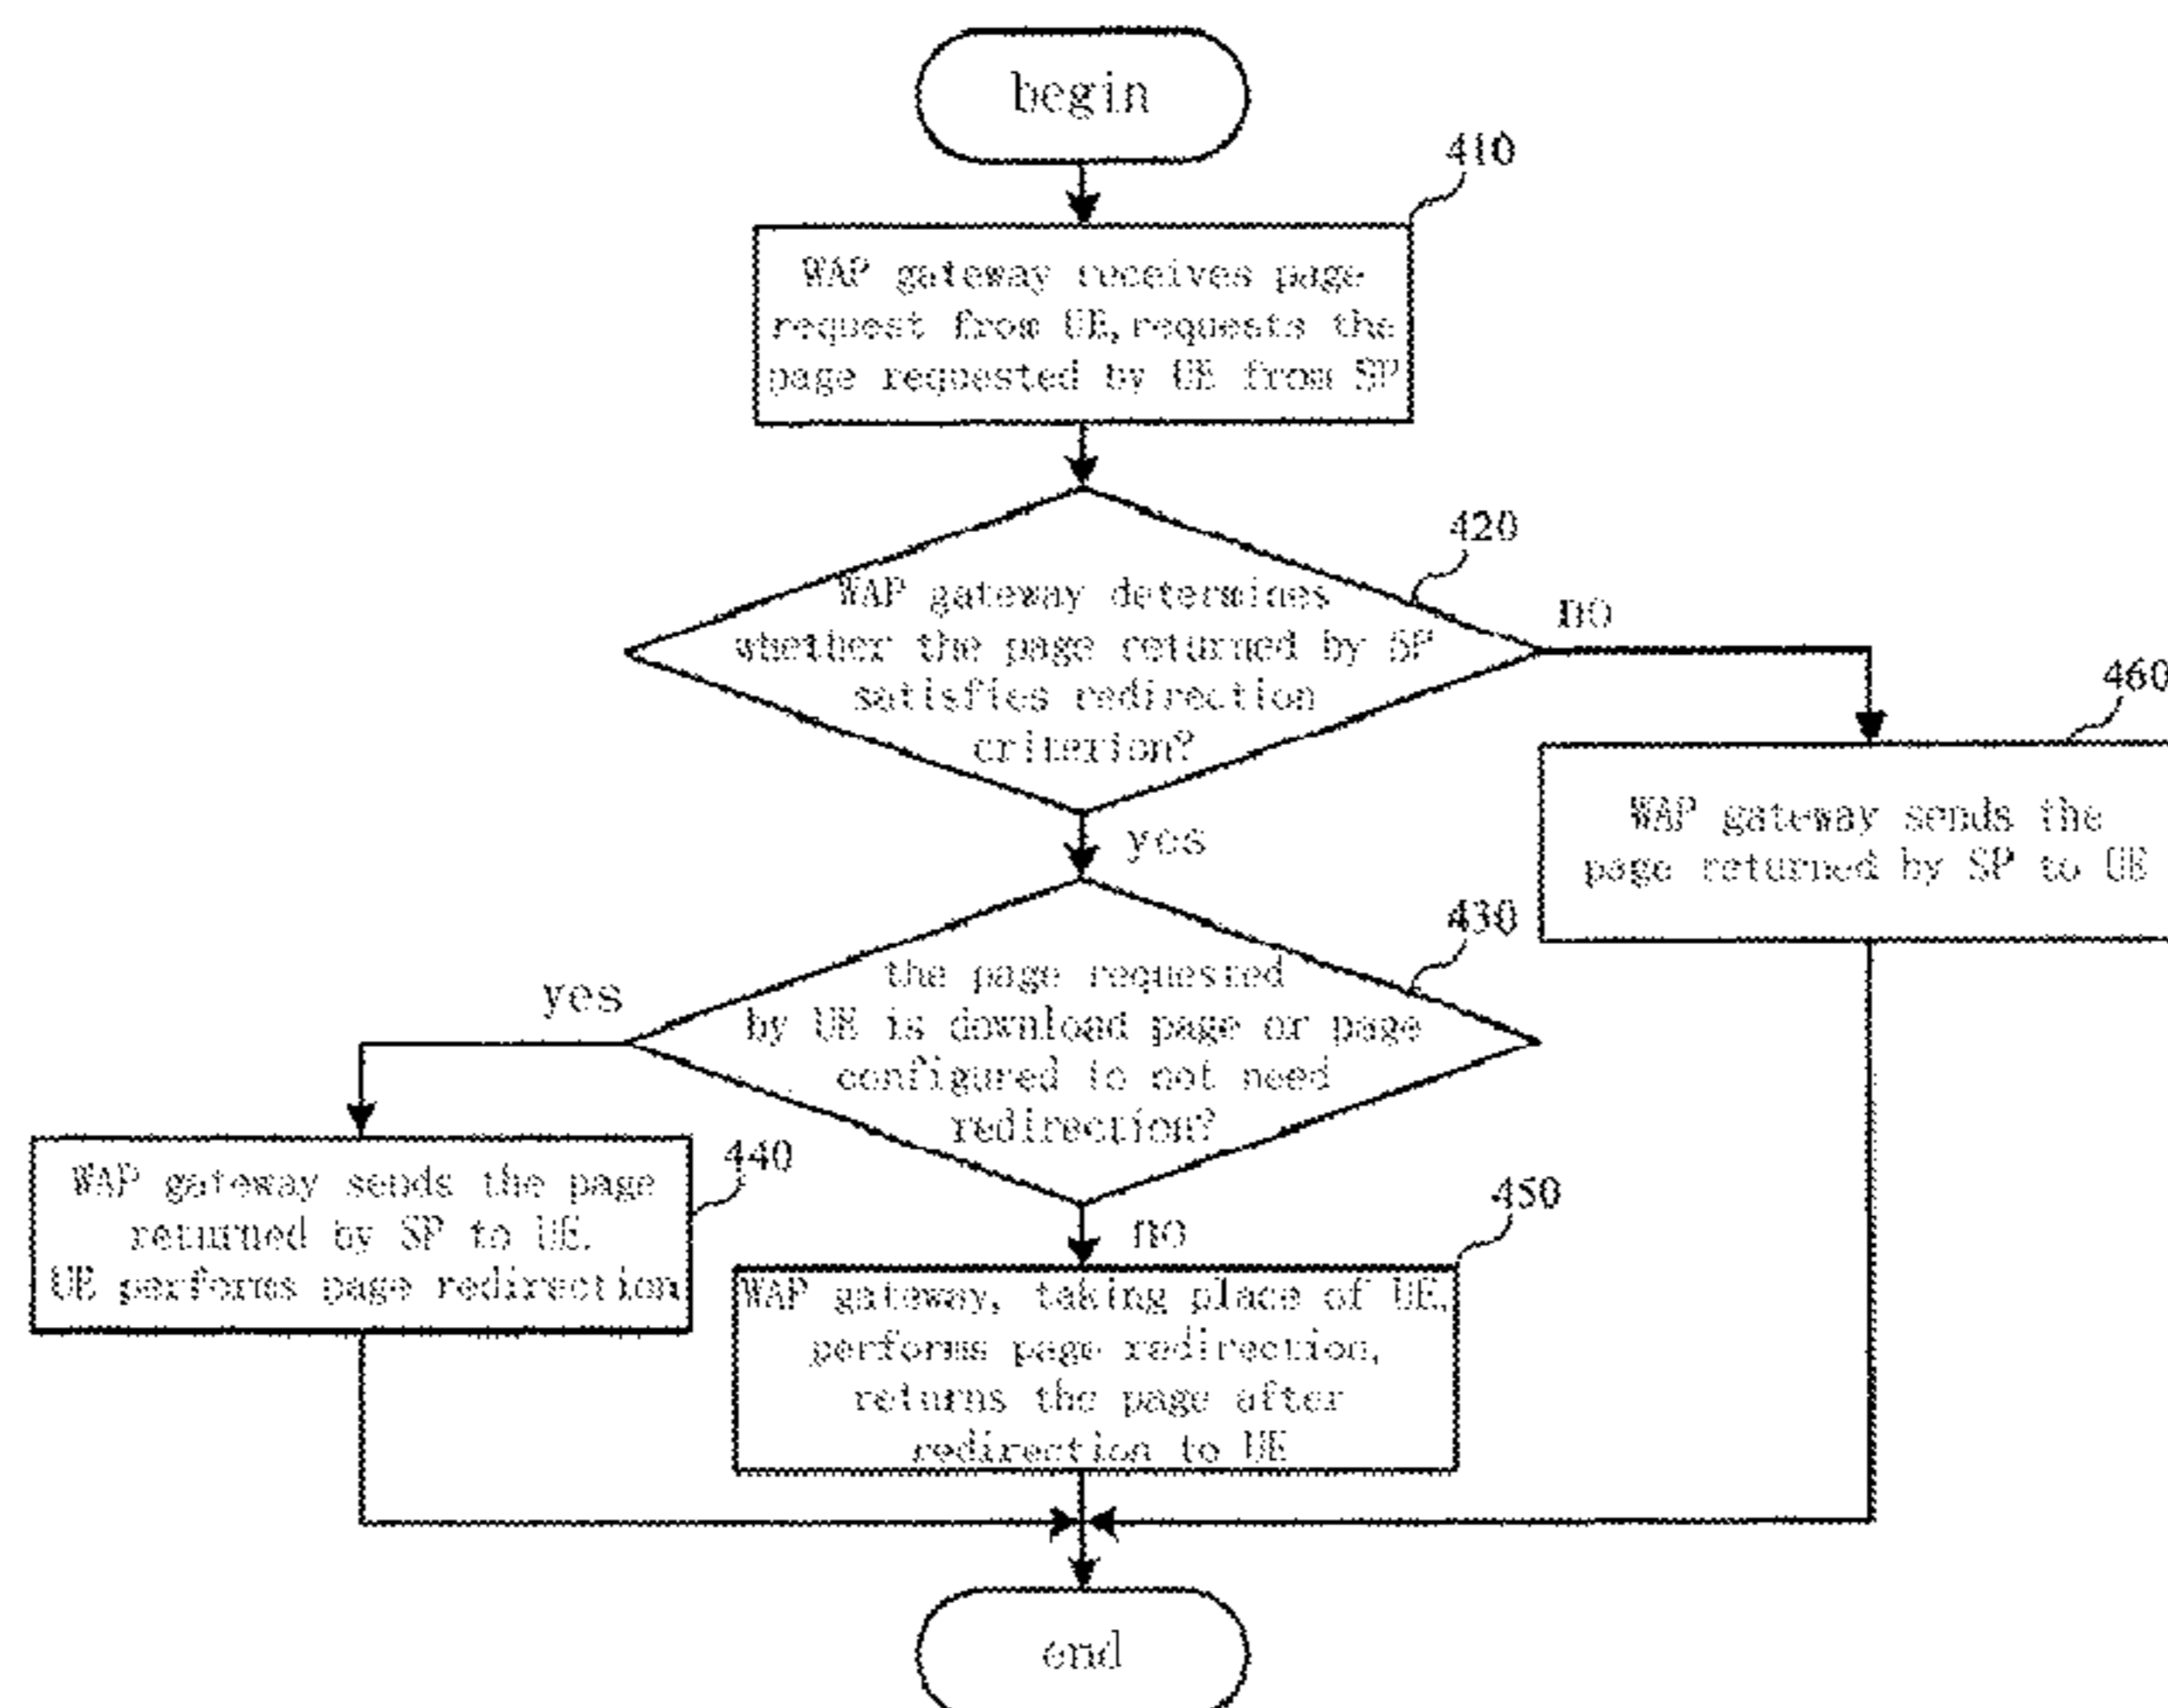 begin
410
WAP gateway receives page
request from UE, requests the
page requested by UE from SP
420
WAP gateway determines
whether the page returned by SP
satisfies redirection
criterion?
no
460
WAP gateway sends the
page returned by SP to UE
yes
430
the page requested
by UE is download page or page
configured to not need
redirection?
yes
440
WAP gateway sends the page
returned by SP to UE.
UE performs page redirection
no
450
WAP gateway, taking place of UE,
performs page redirection,
returns the page after
redirection to UE
end